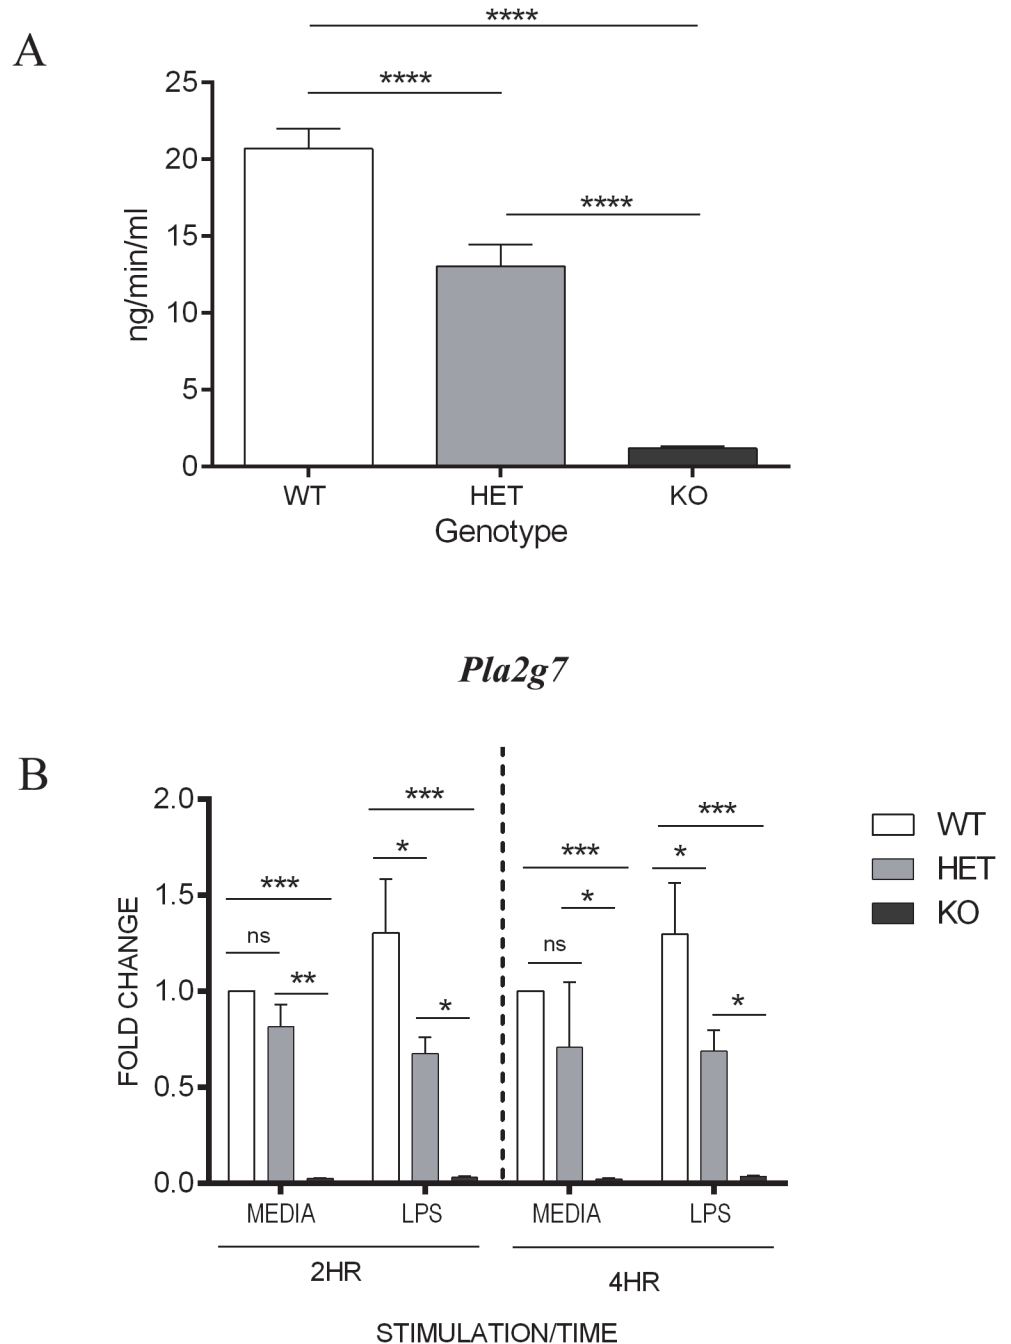 ****
A
****
25
20
****
15
ng/min/ml
10
5
0
WT HET KO
Genotype
Pla2g7
B
2.0
***
***
WT
*
*
***
HET
***
1.5
*
KO
ns
ns
**
*
*
1.0
FOLD CHANGE
0.5
0.0
MEDIA LPS MEDIA LPS
2HR 4HR
STIMULATION/TIME